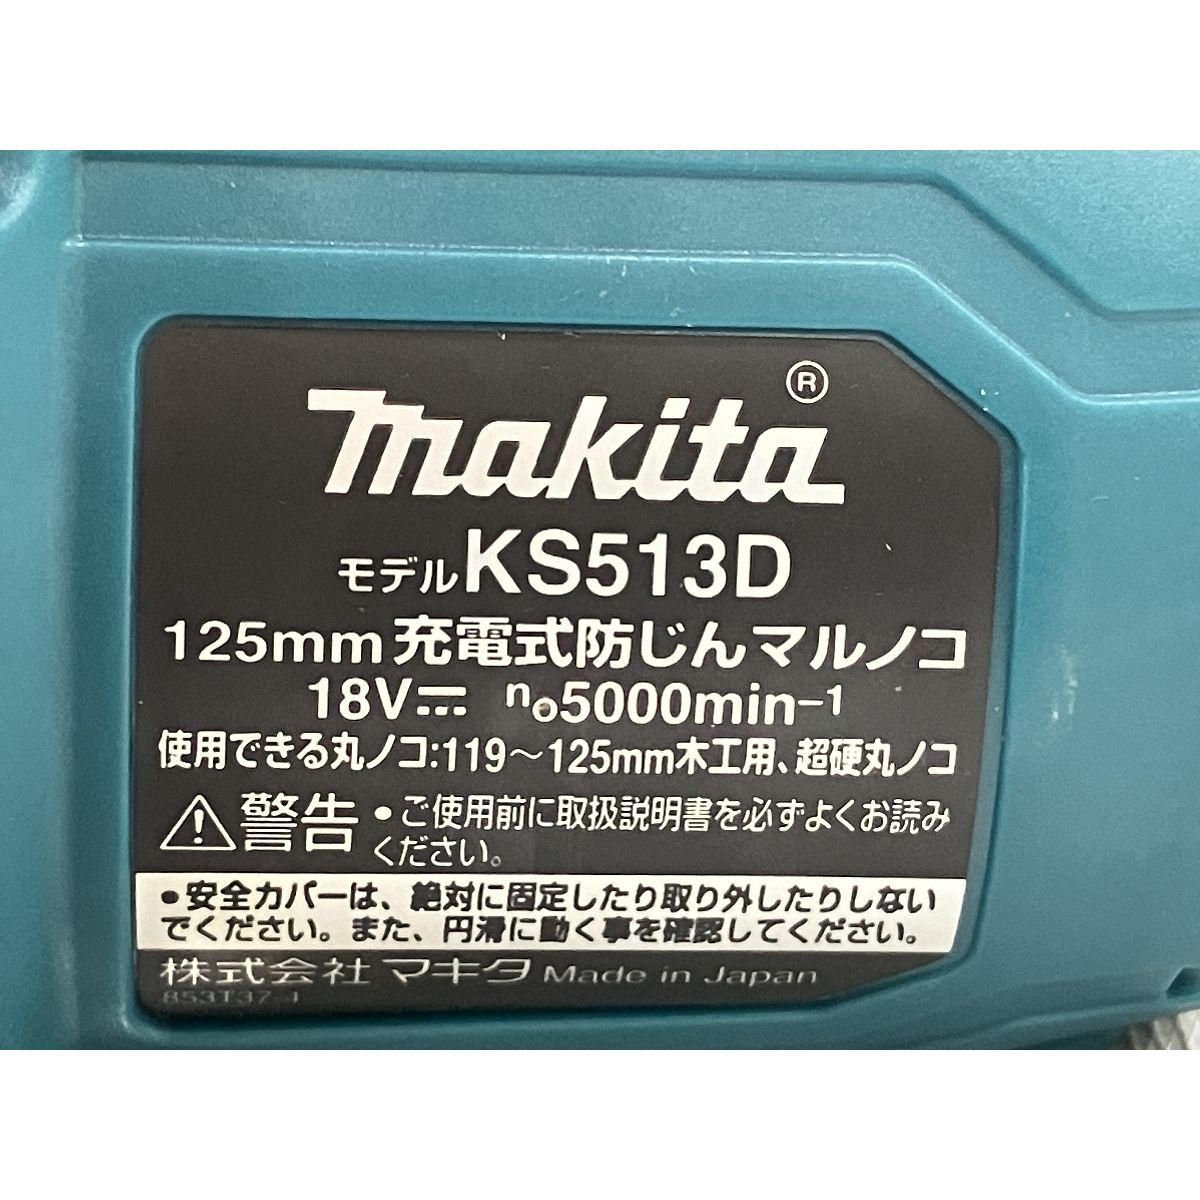 makita®
モデルKS513D
125mm充電式防じんマルノコ
18V⎓ n₀5000min⁻¹
使用できる丸ノコ:119～125mm木工用、超硬丸ノコ
⚠警告 •ご使用前に取扱説明書を必ずよくお読み
ください。
•安全カバーは、絶対に固定したり取り外したりしない
でください。また、円滑に動く事を確認してください。
株式会社 マキタ Made in Japan
853T37-1